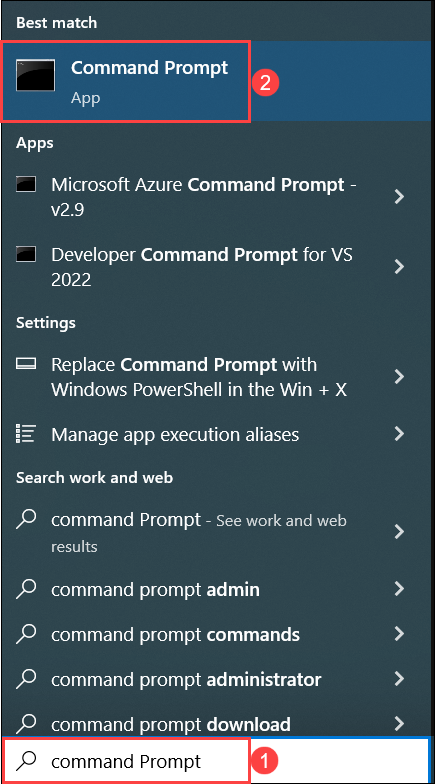 Best match
Command Prompt
App
2
Apps
Microsoft Azure Command Prompt -
v2.9
Developer Command Prompt for VS
2022
Settings
Replace Command Prompt with
Windows PowerShell in the Win + X
Manage app execution aliases
Search work and web
command Prompt - See work and web
results
command prompt admin
command prompt commands
command prompt administrator
command prompt download
command Prompt
1